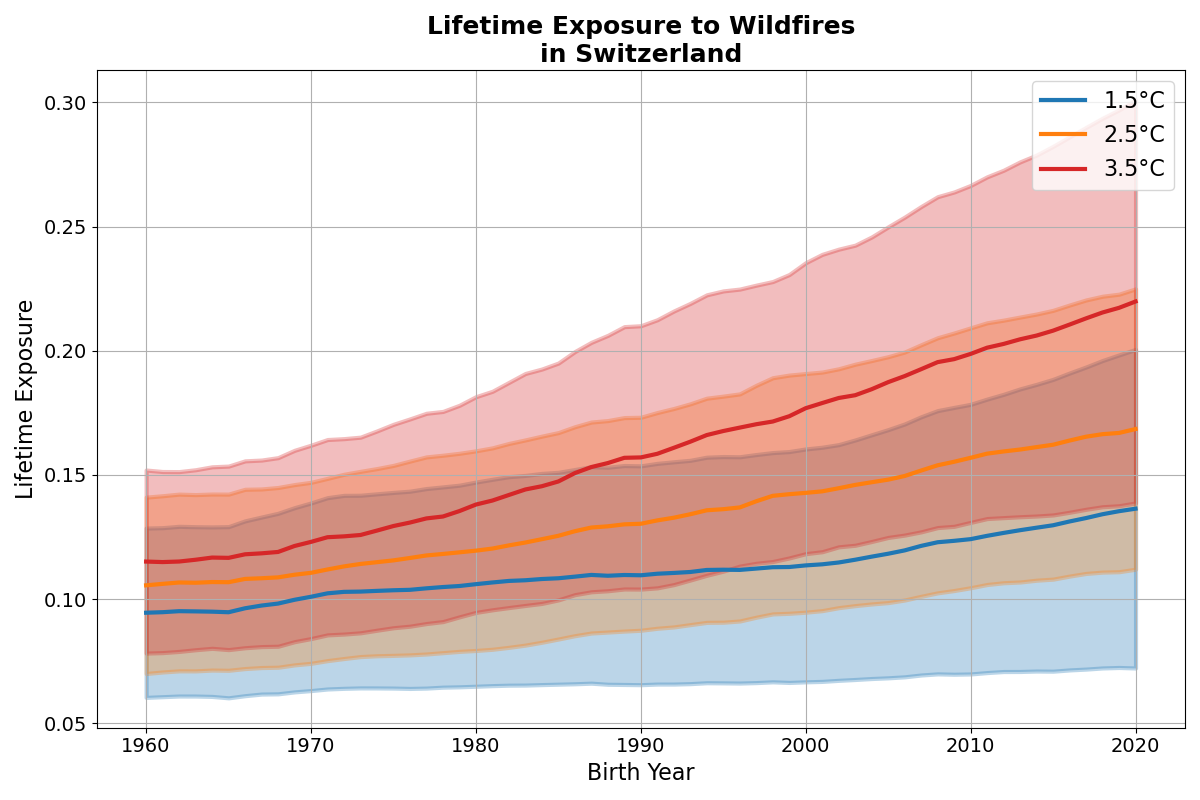 Lifetime Exposure to Wildfires
in Switzerland
1.5°C
2.5°C
3.5°C
Lifetime Exposure
0.30
0.25
0.20
0.15
0.10
0.05
1960 1970 1980 1990 2000 2010 2020
Birth Year